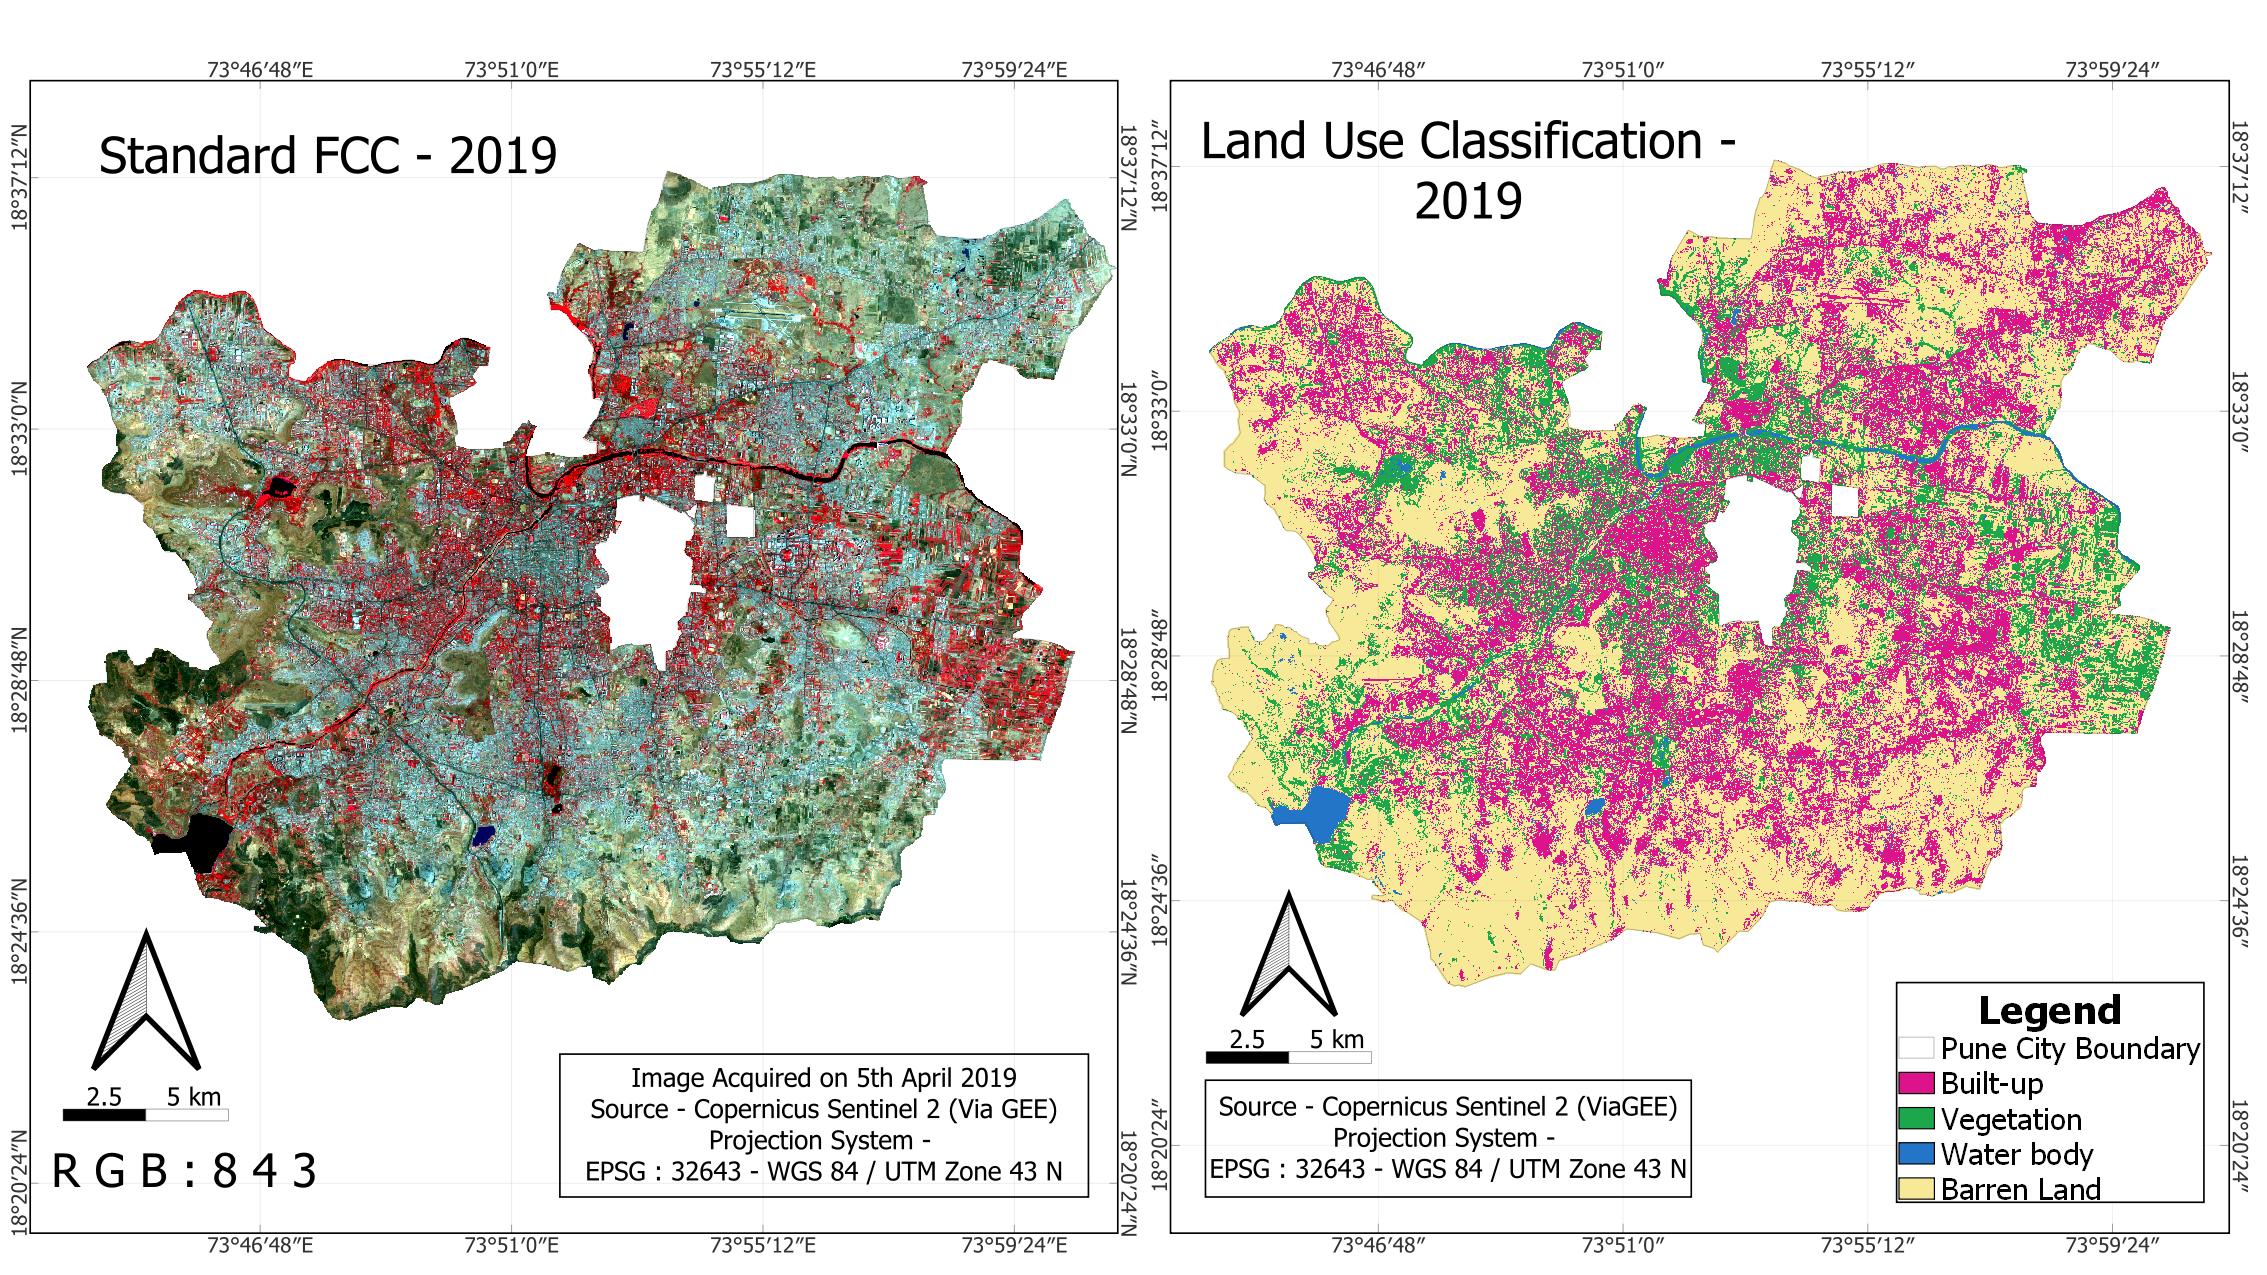 73°46′48″E 73°51′0″E 73°55′12″E 73°59′24″E
Standard FCC - 2019
18°37′12″N
18°33′0″N
18°28′48″N
18°24′36″N
18°20′24″N
18°37′12″N
18°33′0″N
18°28′48″N
18°24′36″N
18°20′24″N
2.5 5 km
R G B : 8 4 3
Image Acquired on 5th April 2019
Source - Copernicus Sentinel 2 (Via GEE)
Projection System -
EPSG : 32643 - WGS 84 / UTM Zone 43 N
73°46′48″E 73°51′0″E 73°55′12″E 73°59′24″E
73°46′48″ 73°51′0″ 73°55′12″ 73°59′24″
Land Use Classification -
2019
18°37′12″
18°33′0″
18°28′48″
18°24′36″
18°20′24″
18°37′12″
18°33′0″
18°28′48″
18°24′36″
18°20′24″
2.5 5 km
Source - Copernicus Sentinel 2 (ViaGEE)
Projection System -
EPSG : 32643 - WGS 84 / UTM Zone 43 N
Legend
Pune City Boundary
Built-up
Vegetation
Water body
Barren Land
73°46′48″ 73°51′0″ 73°55′12″ 73°59′24″